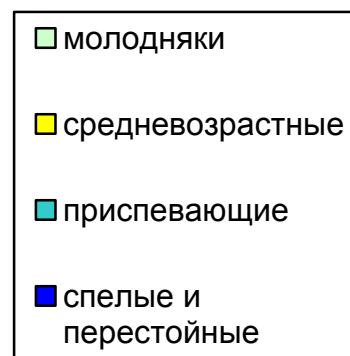 молодняки
средневозрастные
приспевающие
спелые и
перестойные